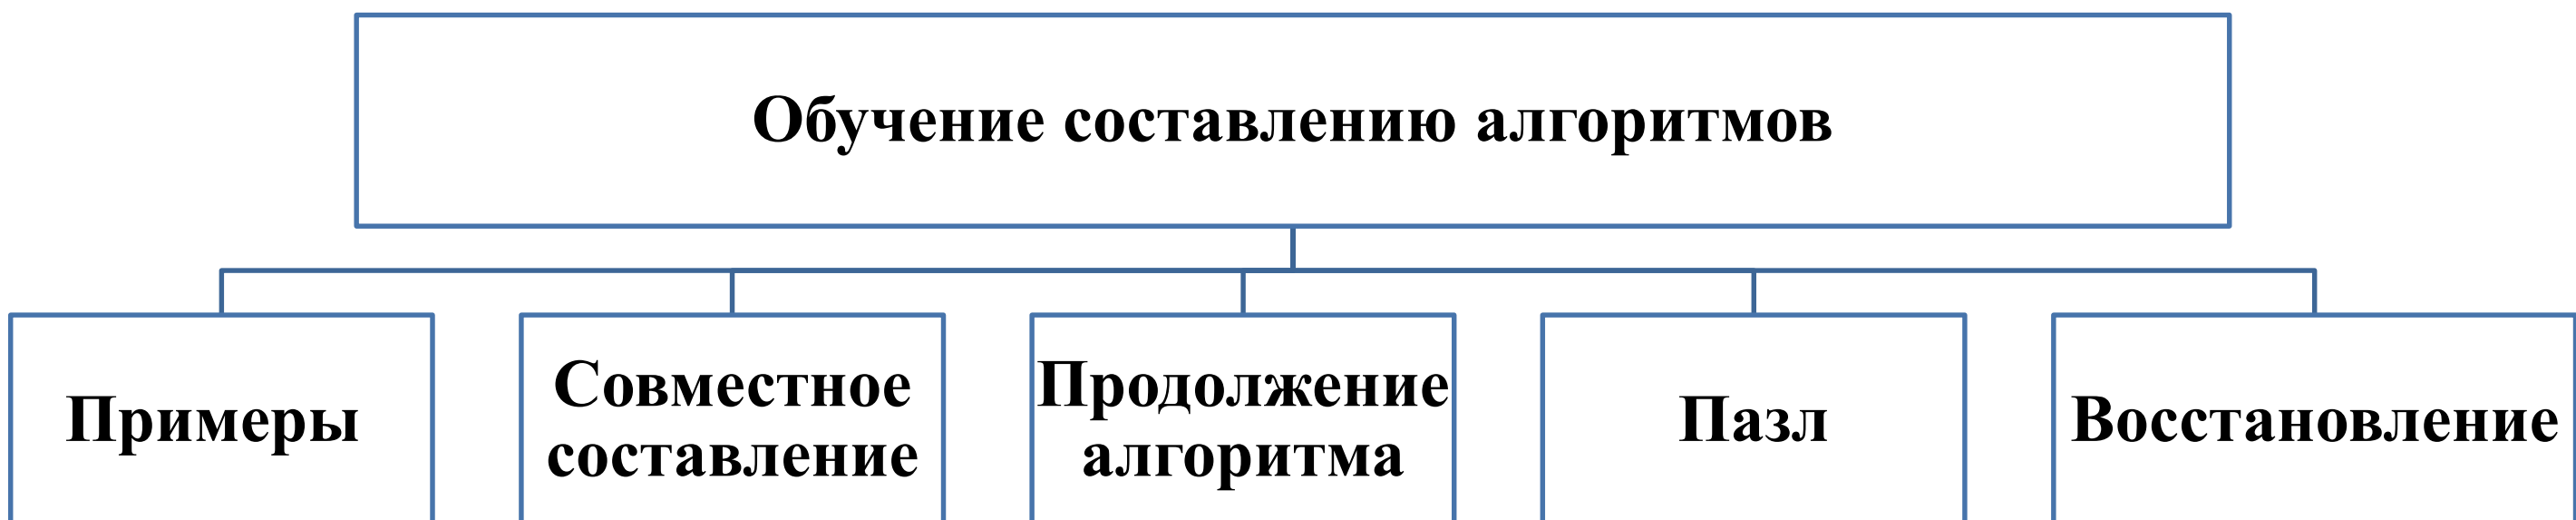 Обучение составлению алгоритмов
Примеры
Совместное
составление
Продолжение
алгоритма
Пазл
Восстановление